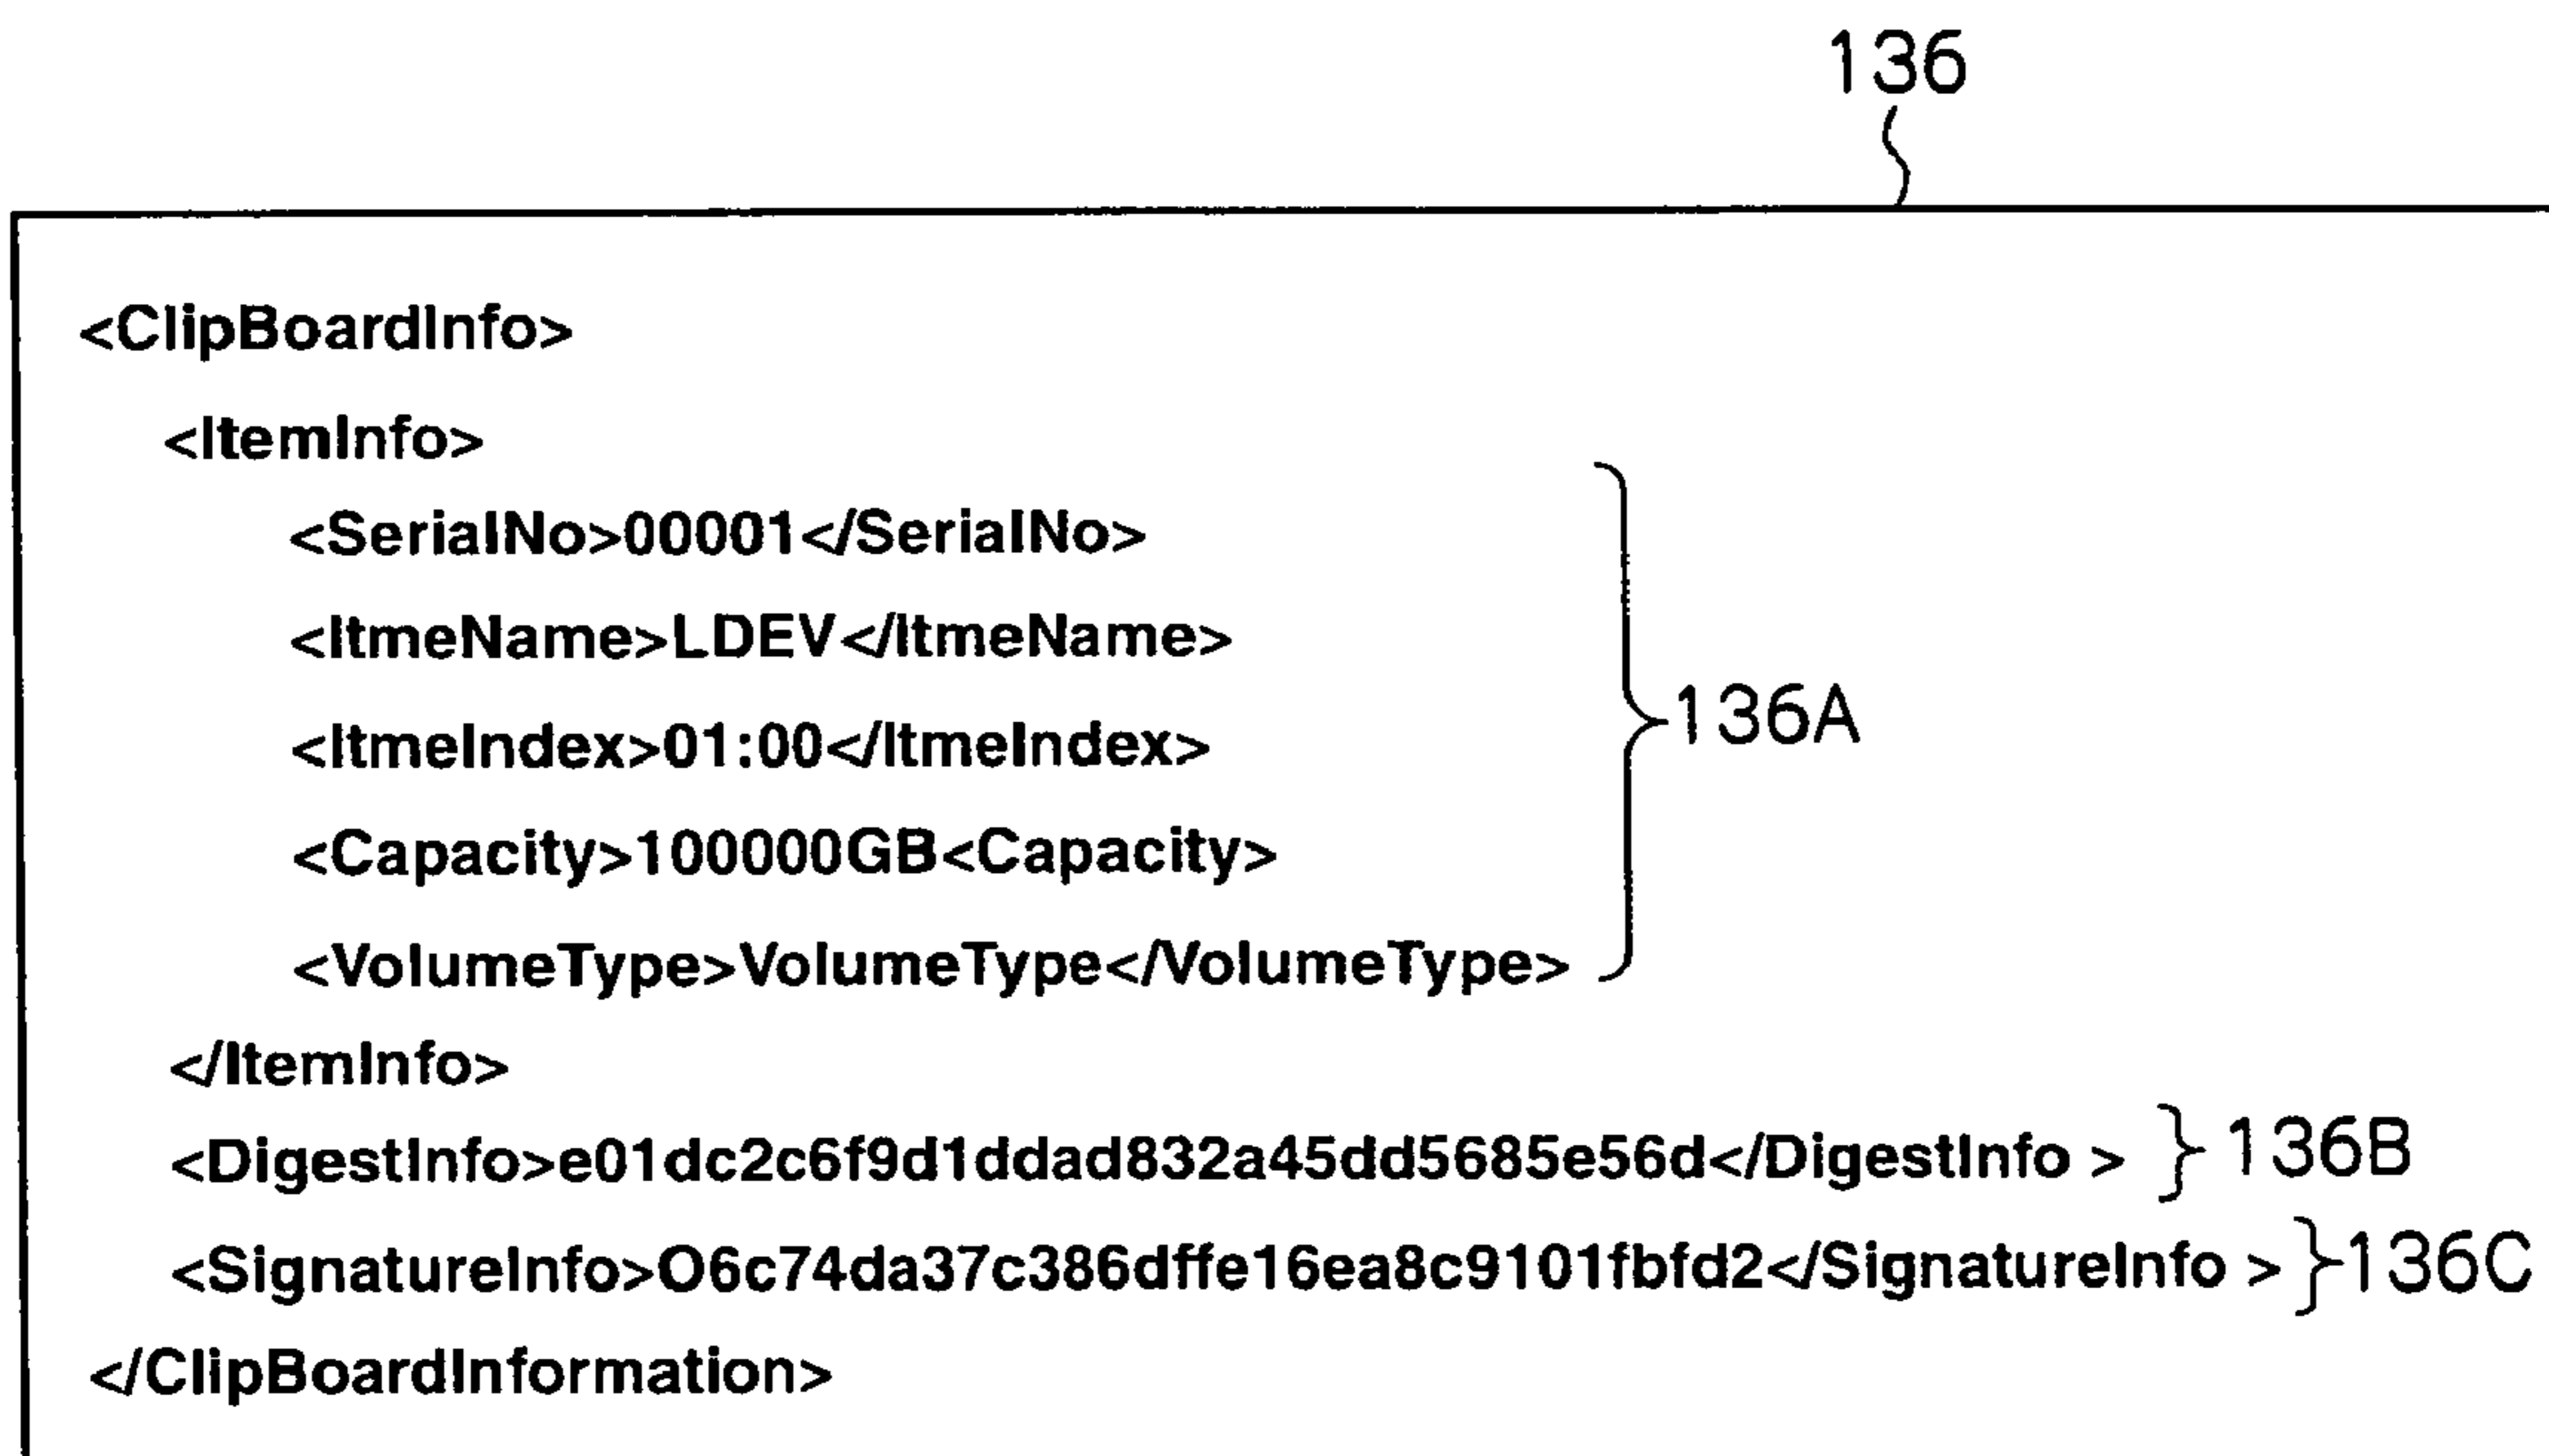 136
<ClipBoardInfo>
<ItemInfo>
<SerialNo>00001</SerialNo>
<ItmeName>LDEV</ItmeName>
<ItmeIndex>01:00</ItmeIndex>
136A
<Capacity>100000GB<Capacity>
<VolumeType>VolumeType</VolumeType>
</ItemInfo>
<DigestInfo>e01dc2c6f9d1ddad832a45dd5685e56d</DigestInfo > 136B
<SignatureInfo>O6c74da37c386dffe16ea8c9101fbfd2</SignatureInfo > 136C
</ClipBoardInformation>